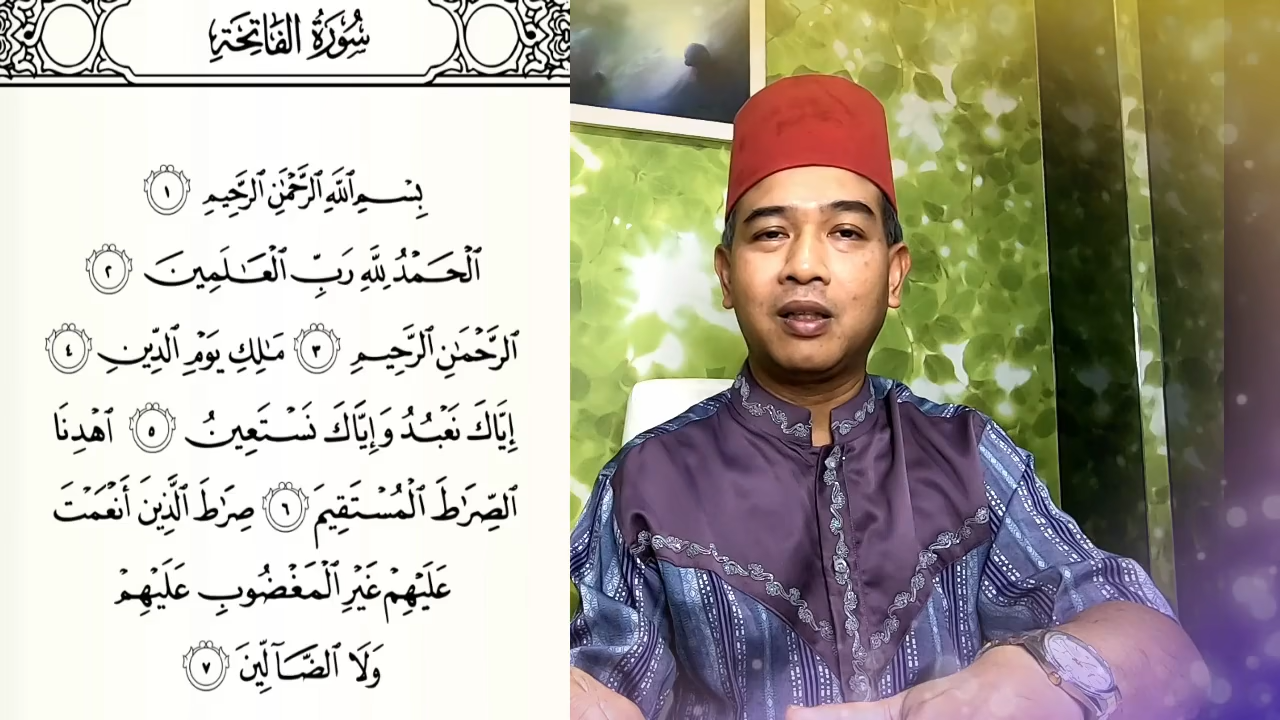 سُورَةُ الفَاتِحَةِ
بِسْمِ ٱللَّهِ ٱلرَّحْمَٰنِ ٱلرَّحِيمِ ١
ٱلْحَمْدُ لِلَّهِ رَبِّ ٱلْعَٰلَمِينَ ٢
ٱلرَّحْمَٰنِ ٱلرَّحِيمِ ٣ مَٰلِكِ يَوْمِ ٱلدِّينِ ٤
إِيَّاكَ نَعْبُدُ وَإِيَّاكَ نَسْتَعِينُ ٥ ٱهْدِنَا
ٱلصِّرَٰطَ ٱلْمُسْتَقِيمَ ٦ صِرَٰطَ ٱلَّذِينَ أَنْعَمْتَ
عَلَيْهِمْ غَيْرِ ٱلْمَغْضُوبِ عَلَيْهِمْ
وَلَا ٱلضَّآلِّينَ ٧